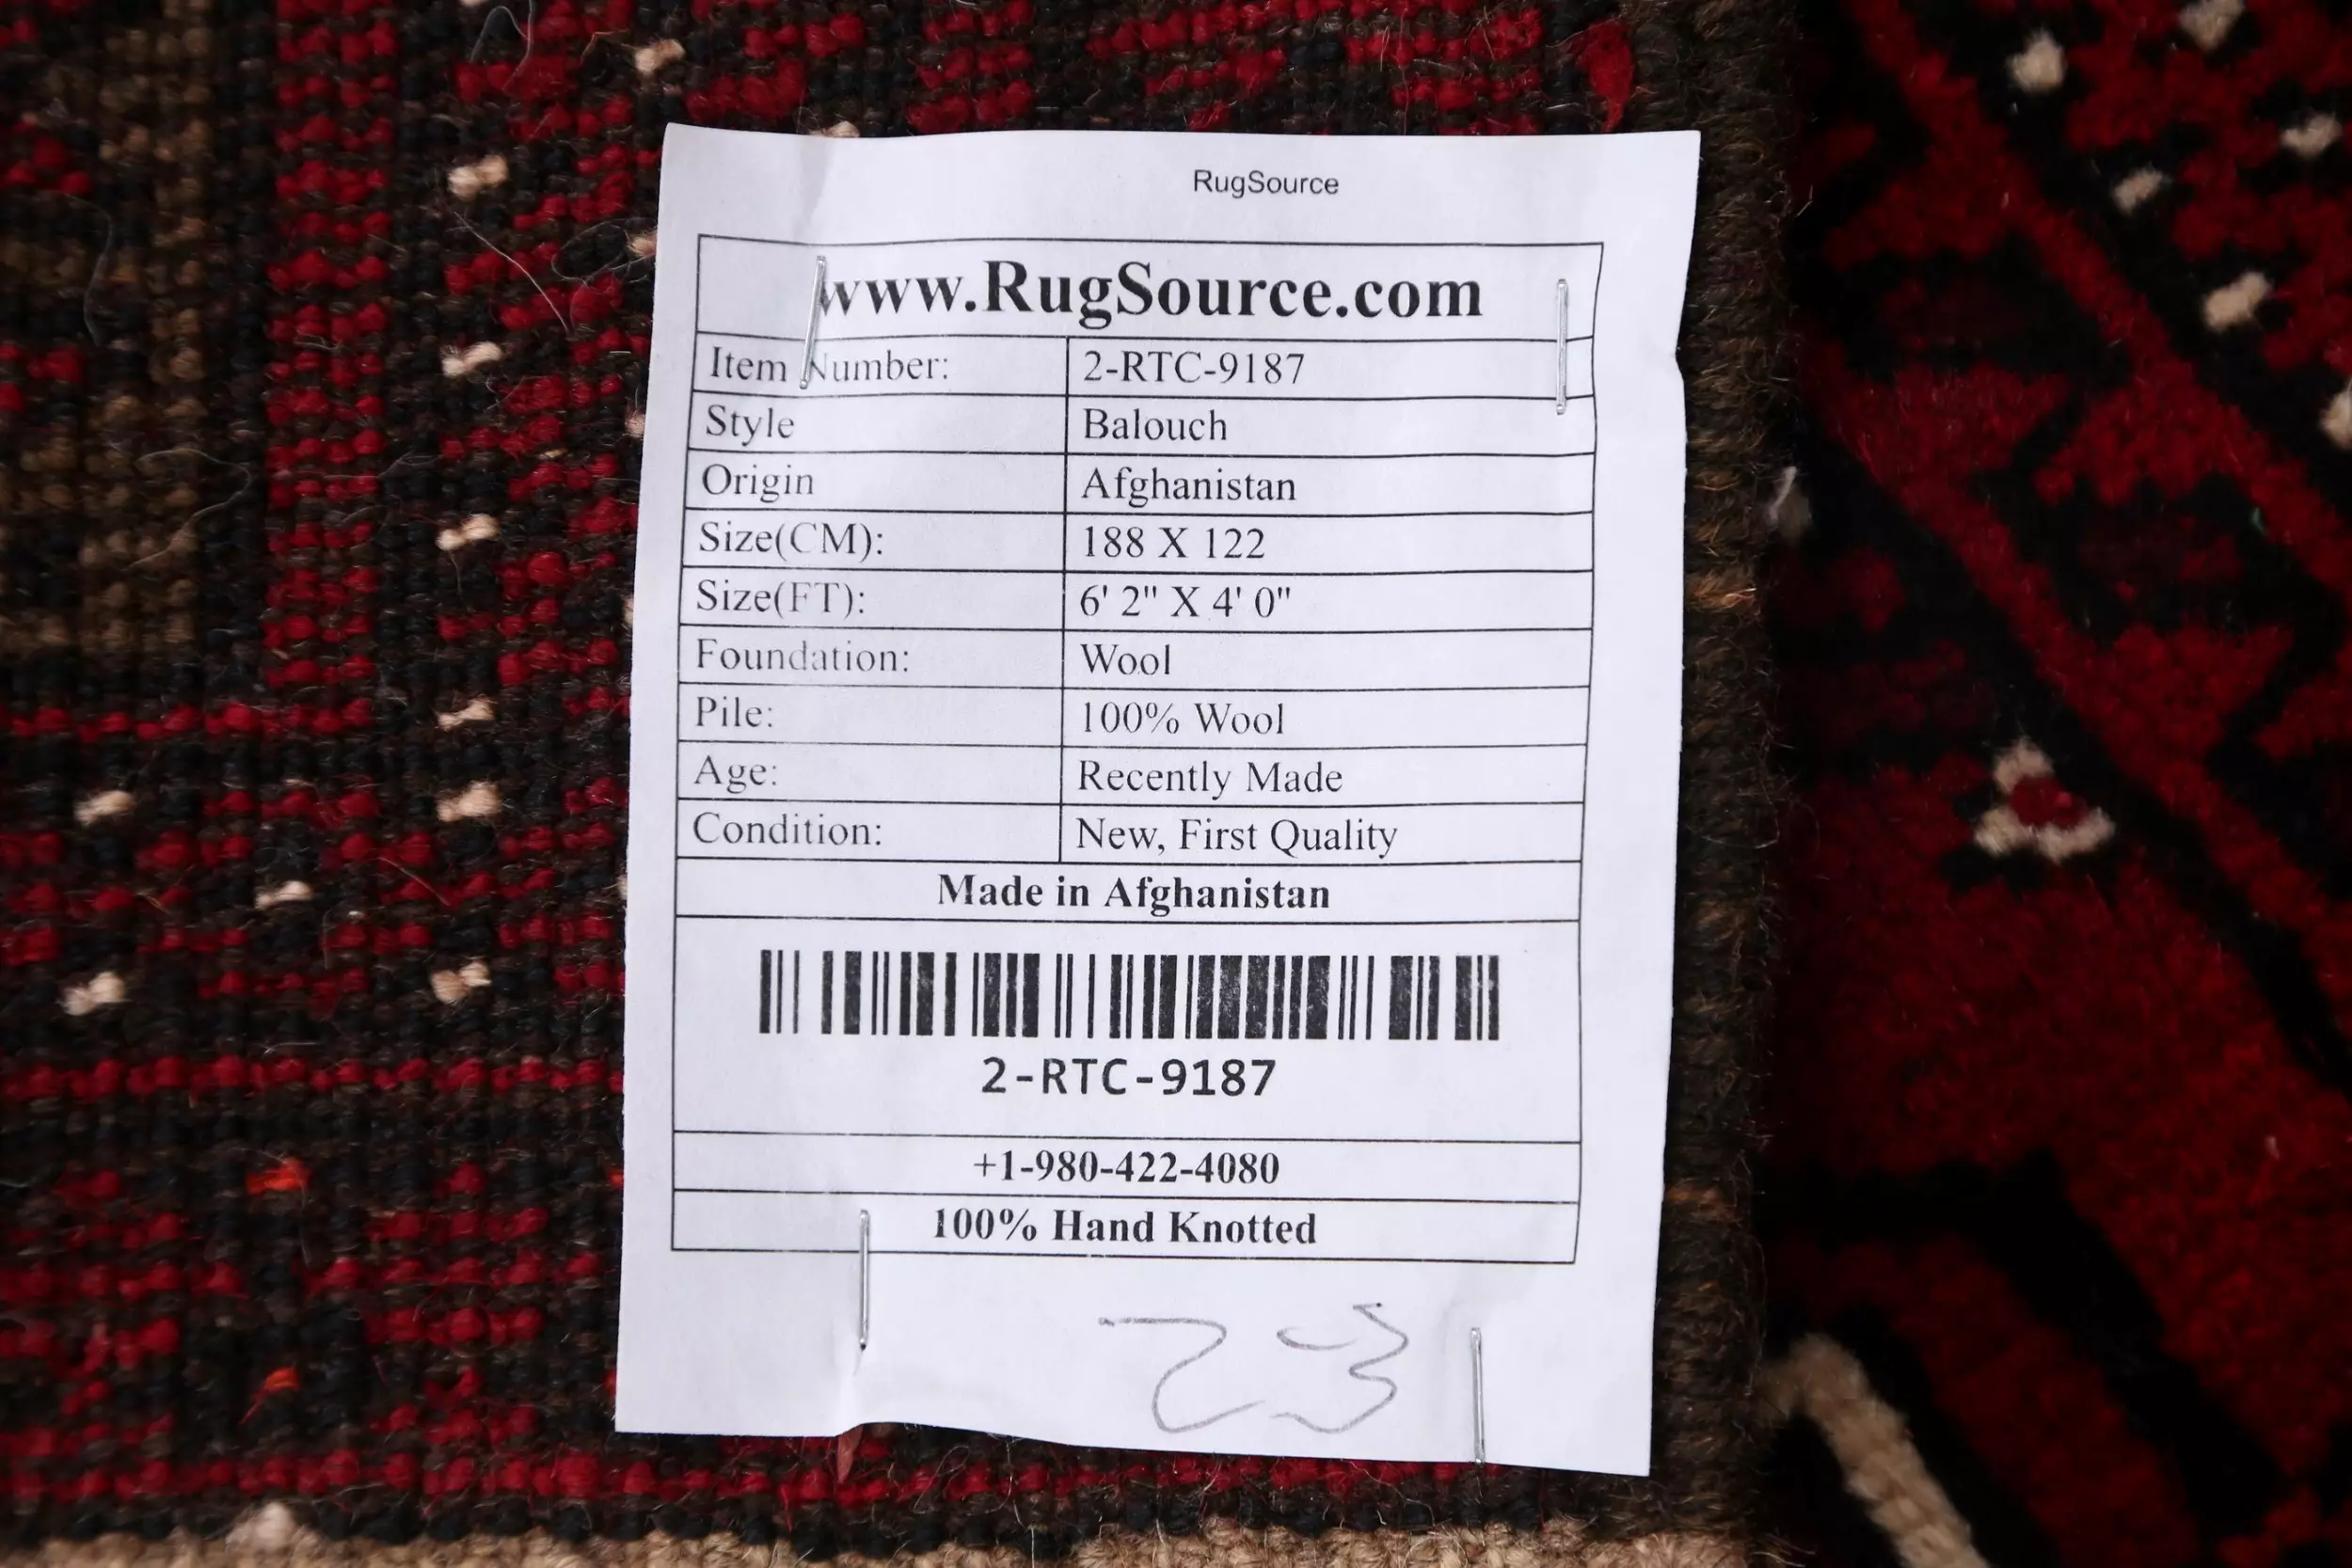 RugSource
www.RugSource.com
Item Number: 2-RTC-9187
Style Balouch
Origin Afghanistan
Size(CM): 188 X 122
Size(FT): 6' 2" X 4' 0"
Foundation: Wool
Pile: 100% Wool
Age: Recently Made
Condition: New, First Quality
Made in Afghanistan
2-RTC-9187
+1-980-422-4080
100% Hand Knotted